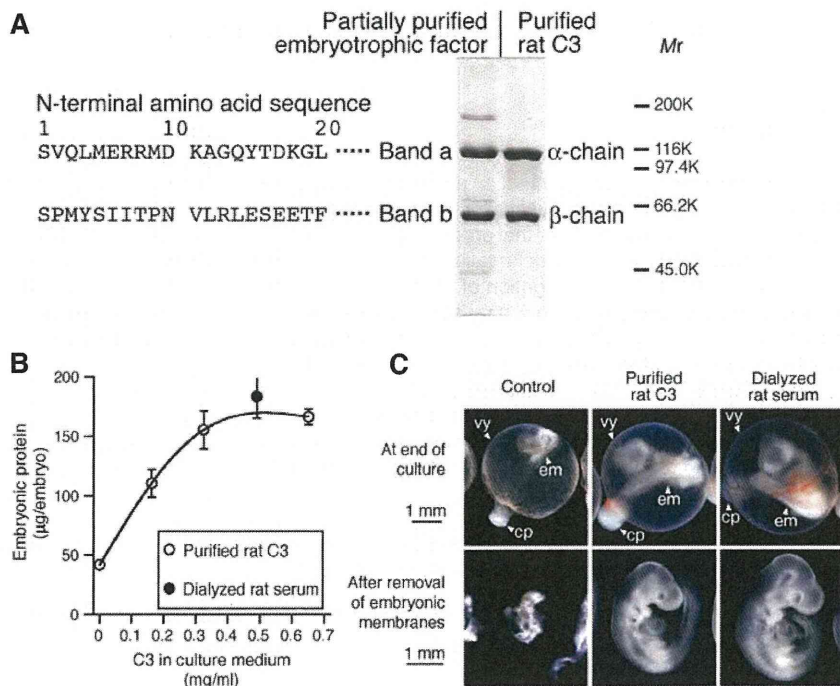 A
Partially purified
embryotrophic factor
Purified
rat C3
Mr
N-terminal amino acid sequence
1 10 20
SVQLMERRMD KAGQYTDKGL ····· Band a
α-chain
SPMYSIITPN VLRLESEETF ····· Band b
β-chain
200K
116K
97.4K
66.2K
45.0K
B
Embryonic protein
(µg/embryo)
200
150
100
50
0
Purified rat C3
Dialyzed rat serum
0 0.1 0.2 0.3 0.4 0.5 0.6 0.7
C3 in culture medium
(mg/ml)
C
Control
Purified
rat C3
Dialyzed
rat serum
At end of
culture
1 mm
vy
em
cp
vy
em
cp
vy
cp
em
After removal
of embryonic
membranes
1 mm